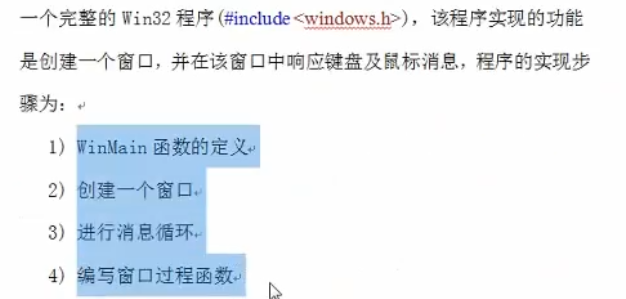 一个完整的 Win32 程序(#include <windows.h>)，该程序实现的功能
是创建一个窗口，并在该窗口中响应键盘及鼠标消息，程序的实现步
骤为：
1) WinMain 函数的定义
2) 创建一个窗口
3) 进行消息循环
4) 编写窗口过程函数